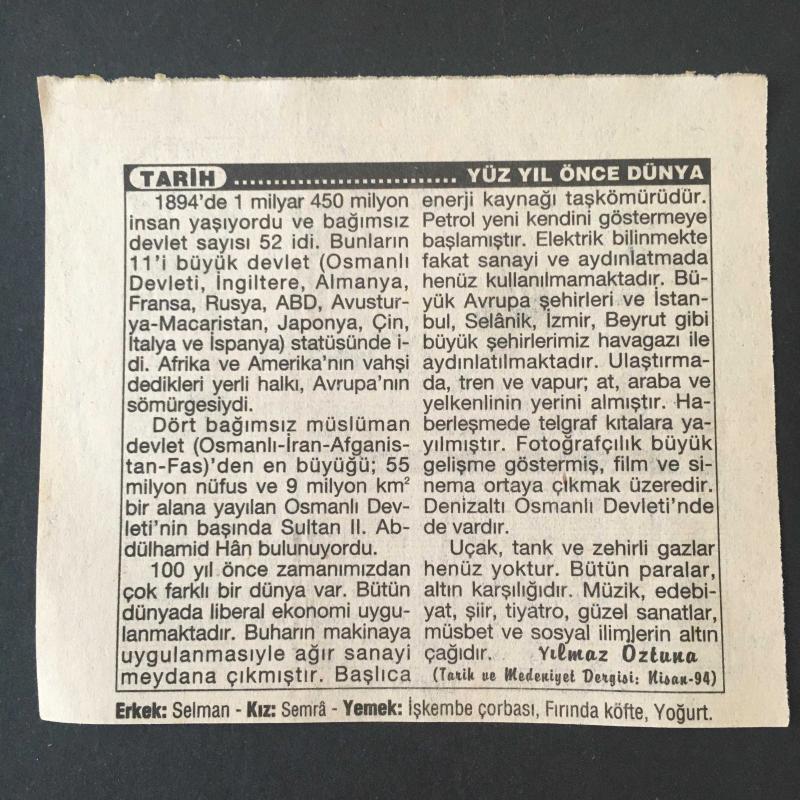 TARİH ............................ YÜZ YIL ÖNCE DÜNYA
1894'de 1 milyar 450 milyon
insan yaşıyordu ve bağımsız
devlet sayısı 52 idi. Bunların
11'i büyük devlet (Osmanlı
Devleti, İngiltere, Almanya,
Fransa, Rusya, ABD, Avustur-
ya-Macaristan, Japonya, Çin,
İtalya ve İspanya) statüsünde i-
di. Afrika ve Amerika'nın vahşi
dedikleri yerli halkı, Avrupa'nın
sömürgesiydi.
Dört bağımsız müslüman
devlet (Osmanlı-İran-Afganis-
tan-Fas)'den en büyüğü; 55
milyon nüfus ve 9 milyon km²
bir alana yayılan Osmanlı Dev-
leti'nin başında Sultan II. Ab-
dülhamid Hân bulunuyordu.
100 yıl önce zamanımızdan
çok farklı bir dünya var. Bütün
dünyada liberal ekonomi uygu-
lanmaktadır. Buharın makinaya
uygulanmasıyle ağır sanayi
meydana çıkmıştır. Başlıca
enerji kaynağı taşkömürüdür.
Petrol yeni kendini göstermeye
başlamıştır. Elektrik bilinmekte
fakat sanayi ve aydınlatmada
henüz kullanılmamaktadır. Bü-
yük Avrupa şehirleri ve İstan-
bul, Selânik, İzmir, Beyrut gibi
büyük şehirlerimiz havagazı ile
aydınlatılmaktadır. Ulaştırma-
da, tren ve vapur; at, araba ve
yelkenlinin yerini almıştır. Ha-
berleşmede telgraf kıtalara ya-
yılmıştır. Fotoğrafçılık büyük
gelişme göstermiş, film ve si-
nema ortaya çıkmak üzeredir.
Denizaltı Osmanlı Devleti'nde
de vardır.
Uçak, tank ve zehirli gazlar
henüz yoktur. Bütün paralar,
altın karşılığıdır. Müzik, edebi-
yat, şiir, tiyatro, güzel sanatlar,
müsbet ve sosyal ilimlerin altın
çağıdır. Yılmaz Öztuna
(Tarih ve Medeniyet Dergisi: Nisan-94)
Erkek: Selman - Kız: Semrâ - Yemek: İşkembe çorbası, Fırında köfte, Yoğurt.